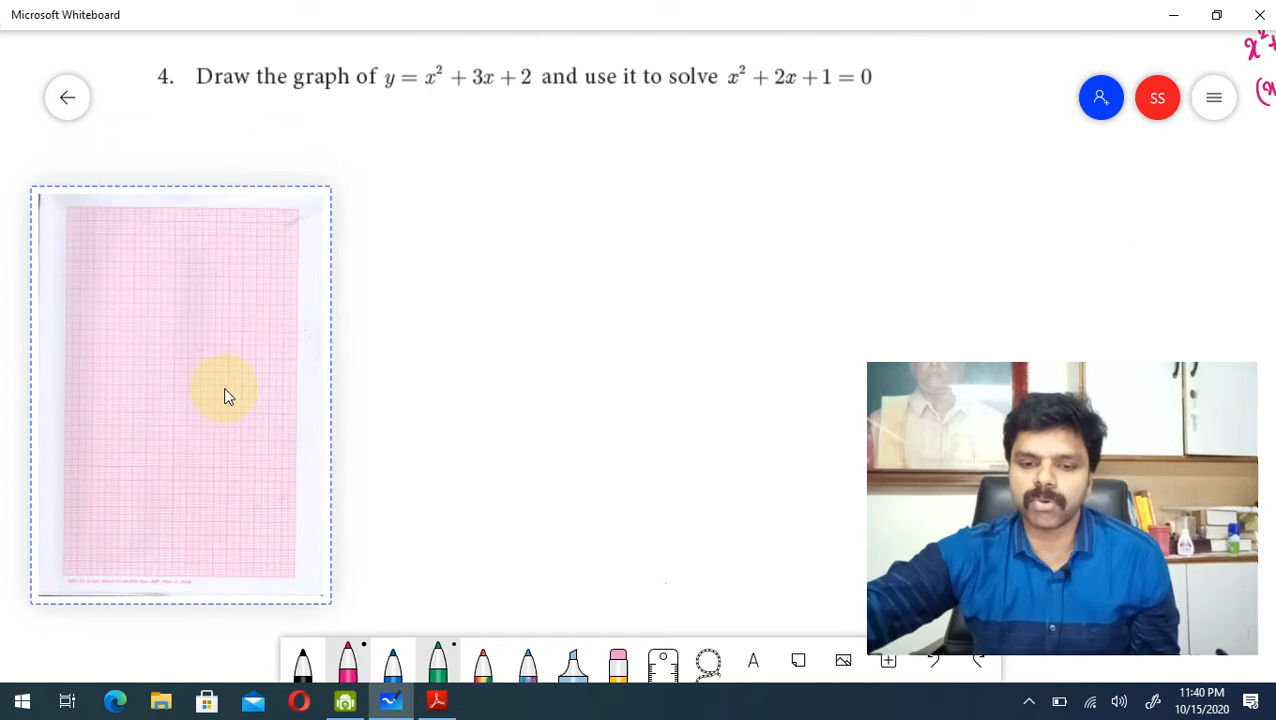 Microsoft Whiteboard
x²+
4. Draw the graph of y = x² + 3x + 2 and use it to solve x² + 2x + 1 = 0
SS
A
11:40 PM
10/15/2020